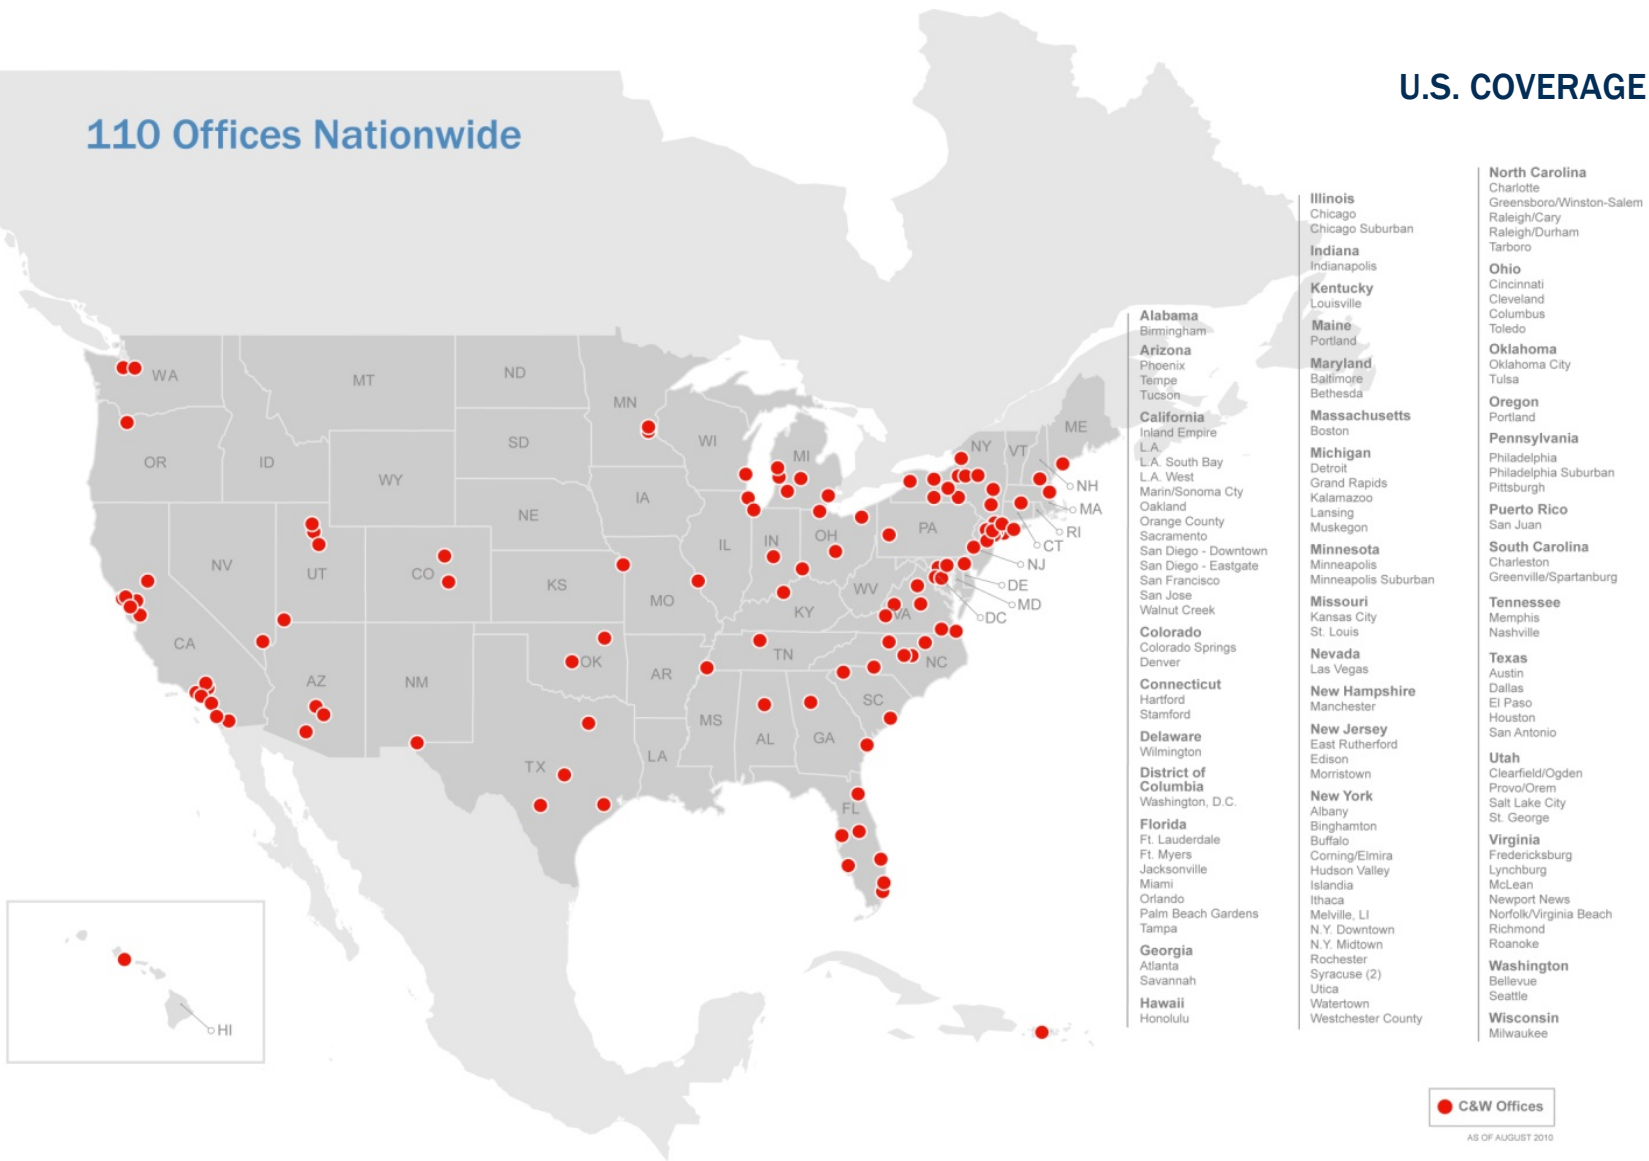 U.S. COVERAGE
110 Offices Nationwide
WA
MT
ND
MN
OR
ID
WY
SD
WI
MI
NY
VT
ME
NH
MA
RI
CT
NJ
DE
MD
DC
NV
UT
CO
NE
IA
IL
IN
OH
PA
WV
VA
KS
MO
KY
CA
AZ
NM
OK
AR
TN
NC
SC
MS
AL
GA
TX
LA
FL
HI
Alabama
Birmingham
Arizona
Phoenix
Tempe
Tucson
California
Inland Empire
L.A.
L.A. South Bay
L.A. West
Marin/Sonoma Cty
Oakland
Orange County
Sacramento
San Diego - Downtown
San Diego - Eastgate
San Francisco
San Jose
Walnut Creek
Colorado
Colorado Springs
Denver
Connecticut
Hartford
Stamford
Delaware
Wilmington
District of
Columbia
Washington, D.C.
Florida
Ft. Lauderdale
Ft. Myers
Jacksonville
Miami
Orlando
Palm Beach Gardens
Tampa
Georgia
Atlanta
Savannah
Hawaii
Honolulu
Illinois
Chicago
Chicago Suburban
Indiana
Indianapolis
Kentucky
Louisville
Maine
Portland
Maryland
Baltimore
Bethesda
Massachusetts
Boston
Michigan
Detroit
Grand Rapids
Kalamazoo
Lansing
Muskegon
Minnesota
Minneapolis
Minneapolis Suburban
Missouri
Kansas City
St. Louis
Nevada
Las Vegas
New Hampshire
Manchester
New Jersey
East Rutherford
Edison
Morristown
New York
Albany
Binghamton
Buffalo
Corning/Elmira
Hudson Valley
Islandia
Ithaca
Melville, LI
N.Y. Downtown
N.Y. Midtown
Rochester
Syracuse (2)
Utica
Watertown
Westchester County
North Carolina
Charlotte
Greensboro/Winston-Salem
Raleigh/Cary
Raleigh/Durham
Tarboro
Ohio
Cincinnati
Cleveland
Columbus
Toledo
Oklahoma
Oklahoma City
Tulsa
Oregon
Portland
Pennsylvania
Philadelphia
Philadelphia Suburban
Pittsburgh
Puerto Rico
San Juan
South Carolina
Charleston
Greenville/Spartanburg
Tennessee
Memphis
Nashville
Texas
Austin
Dallas
El Paso
Houston
San Antonio
Utah
Clearfield/Ogden
Provo/Orem
Salt Lake City
St. George
Virginia
Fredericksburg
Lynchburg
McLean
Newport News
Norfolk/Virginia Beach
Richmond
Roanoke
Washington
Bellevue
Seattle
Wisconsin
Milwaukee
C&W Offices
AS OF AUGUST 2010